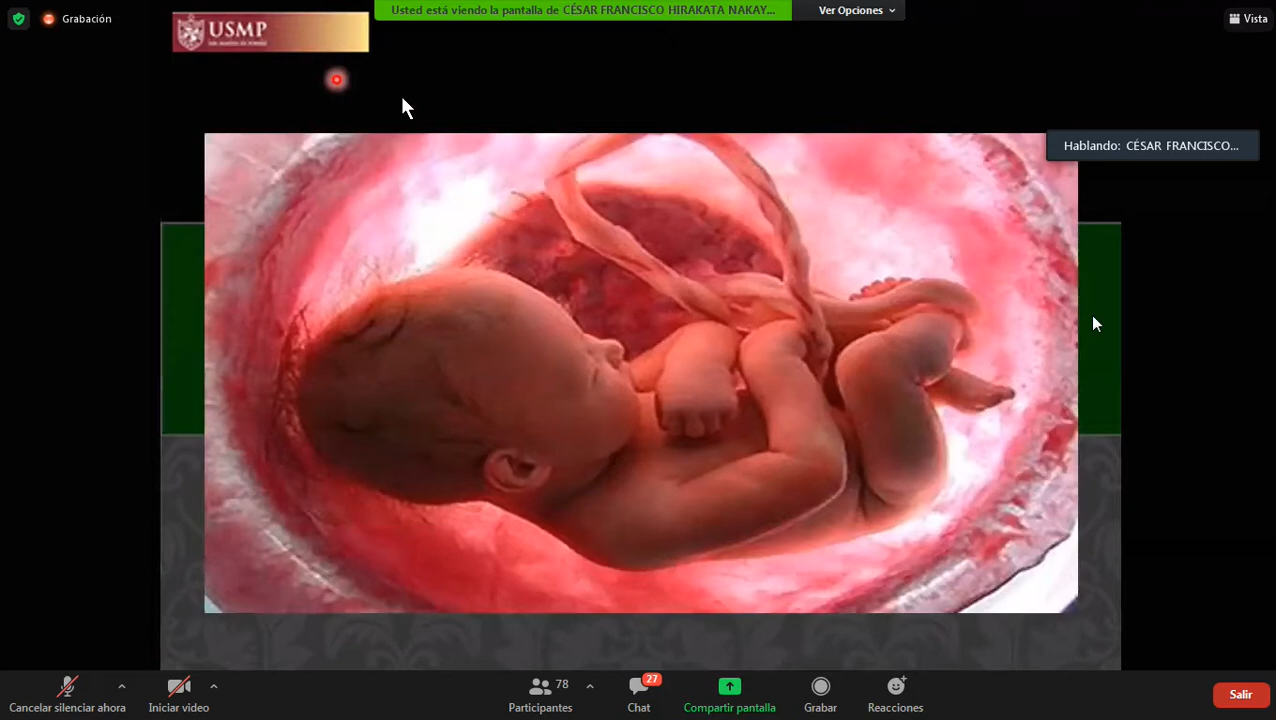 Grabación
Usted está viendo la pantalla de CÉSAR FRANCISCO HIRAKATA NAKAY...
Ver Opciones
Vista
USMP
Hablando: CÉSAR FRANCISCO...
Cancelar silenciar ahora
Iniciar video
78
Participantes
27
Chat
Compartir pantalla
Grabar
Reacciones
Salir